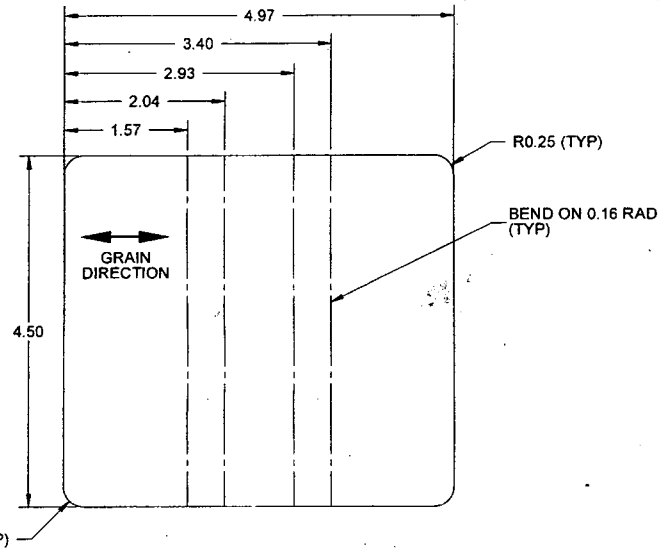 4.97
3.40
2.93
2.04
1.57
R0.25 (TYP)
BEND ON 0.16 RAD
(TYP)
GRAIN
DIRECTION
4.50